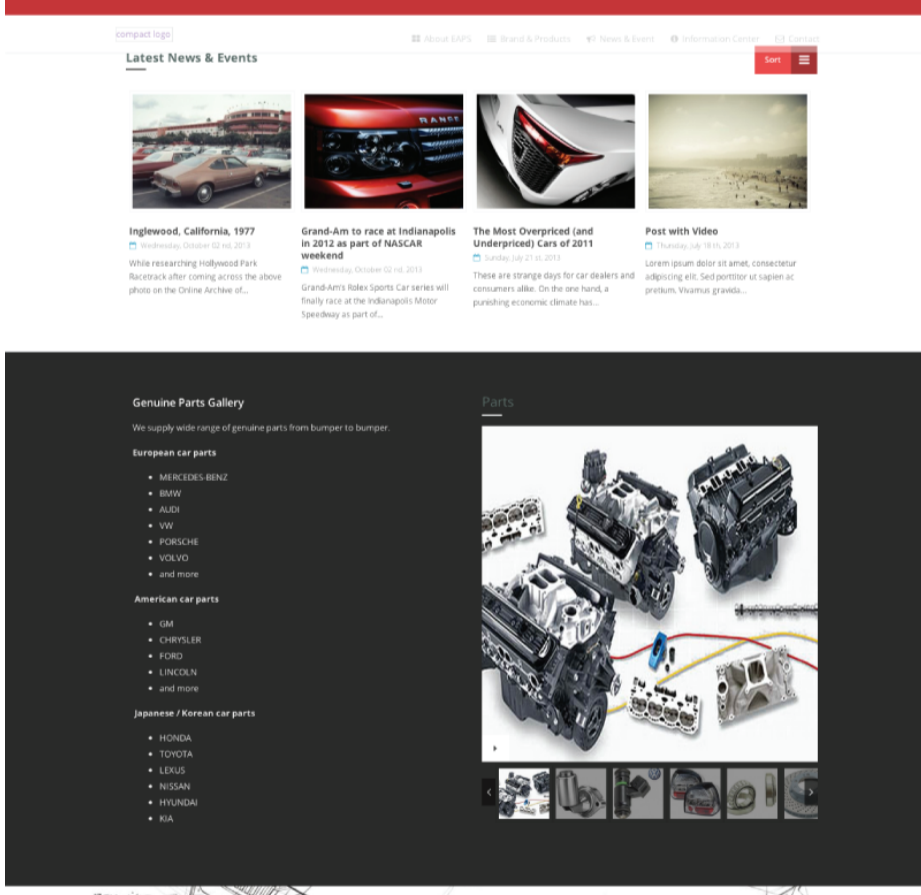 compact logo
About EAPS
Brand & Products
News & Event
Information Center
Contact
Latest News & Events
Sort
RANGE
Inglewood, California, 1977
Wednesday, October 02 nd, 2013
While researching Hollywood Park
Racetrack after coming across the above
photo on the Online Archive of...
Grand-Am to race at Indianapolis
in 2012 as part of NASCAR
weekend
Wednesday, October 02 nd, 2013
Grand-Am's Rolex Sports Car series will
finally race at the Indianapolis Motor
Speedway as part of...
The Most Overpriced (and
Underpriced) Cars of 2011
Sunday, July 21 st, 2013
These are strange days for car dealers and
consumers alike. On the one hand, a
punishing economic climate has...
Post with Video
Thursday, July 18 th, 2013
Lorem ipsum dolor sit amet, consectetur
adipiscing elit. Sed porttitor ut sapien ac
pretium. Vivamus gravida...
Genuine Parts Gallery
We supply wide range of genuine parts from bumper to bumper.
European car parts
MERCEDES-BENZ
BMW
AUDI
VW
PORSCHE
VOLVO
and more
American car parts
GM
CHRYSLER
FORD
LINCOLN
and more
Japanese / Korean car parts
HONDA
TOYOTA
LEXUS
NISSAN
HYUNDAI
KIA
Parts